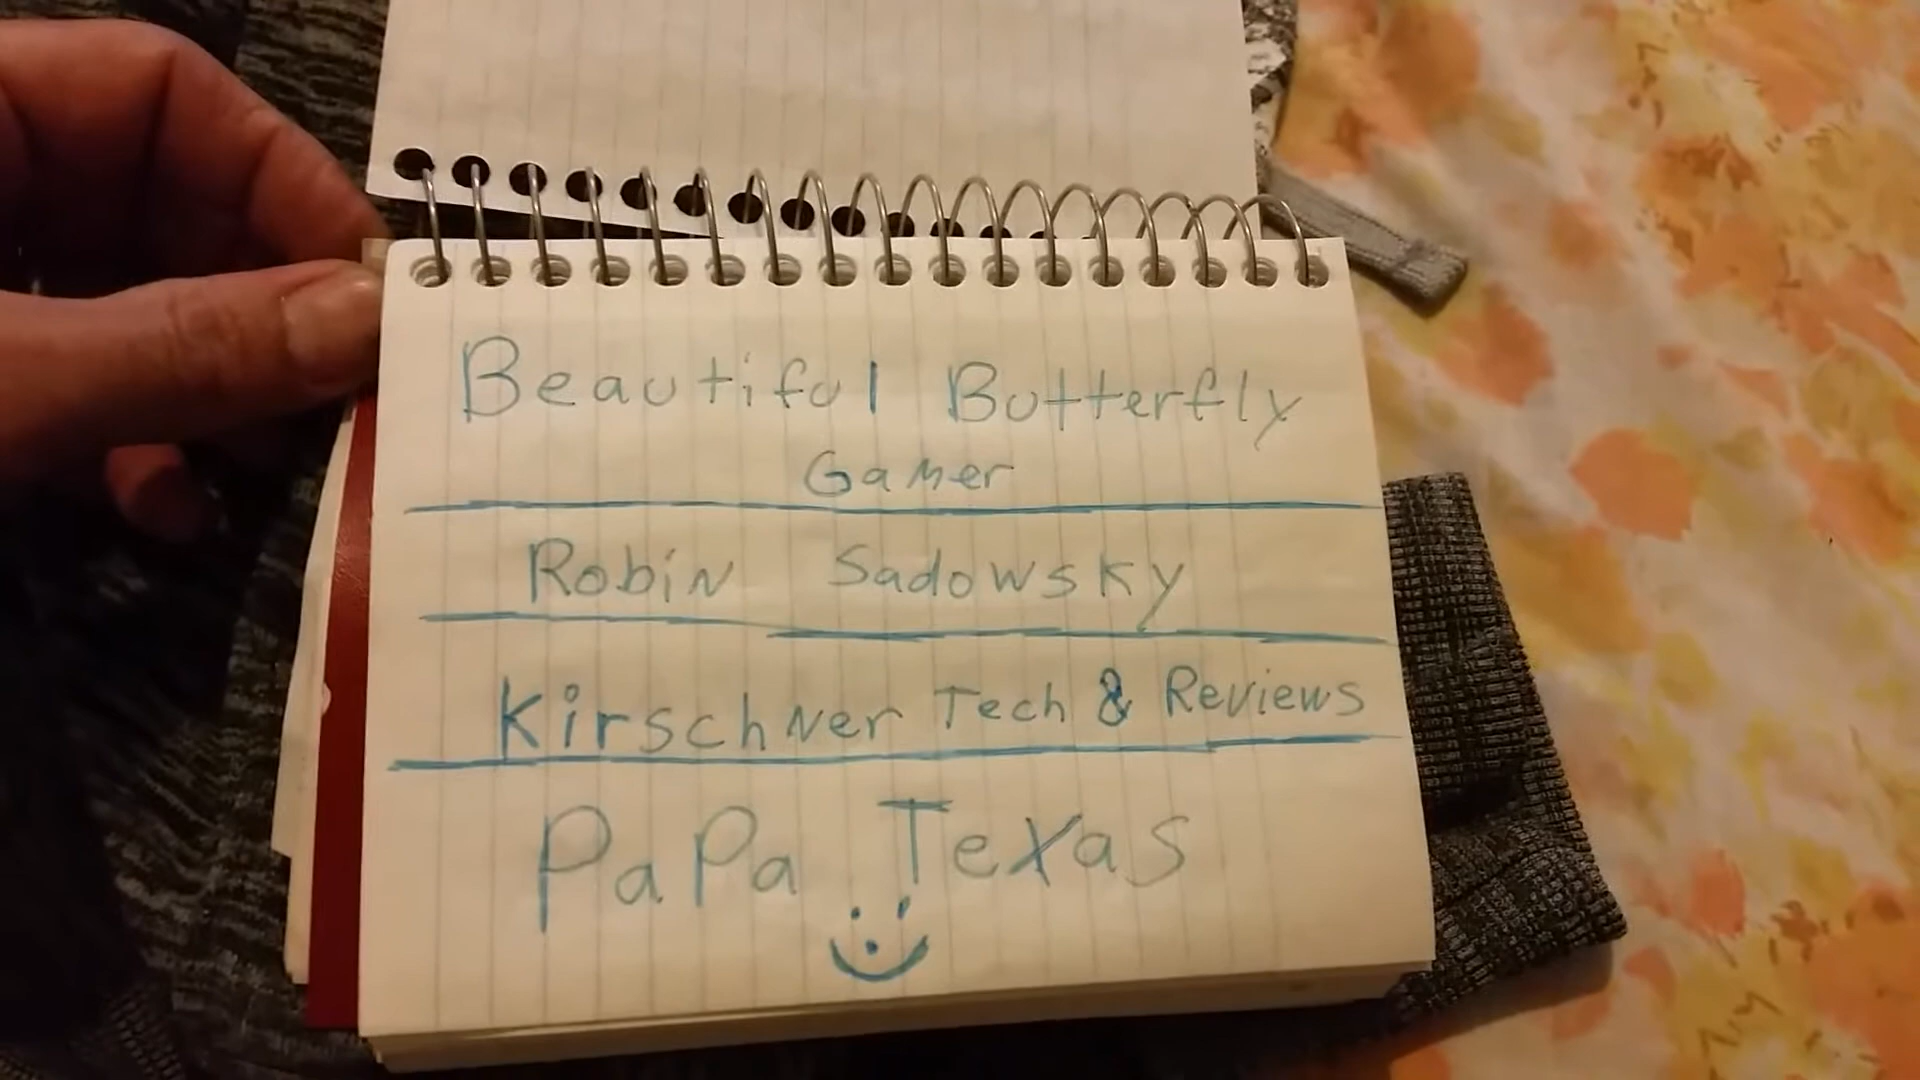 Beautiful Butterfly
Gamer
Robin Sadowsky
Kirschner Tech & Reviews
PaPa Texas